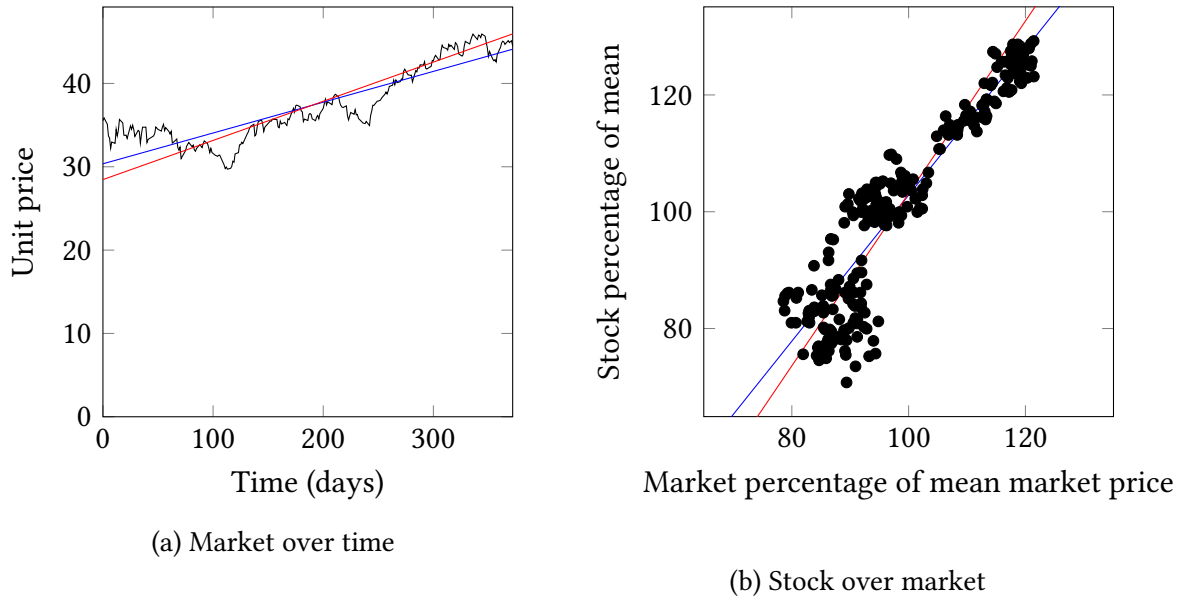 40
30
20
10
0
0
100
200
300
Unit price
Time (days)
(a) Market over time
120
100
80
80
100
120
Stock percentage of mean
Market percentage of mean market price
(b) Stock over market